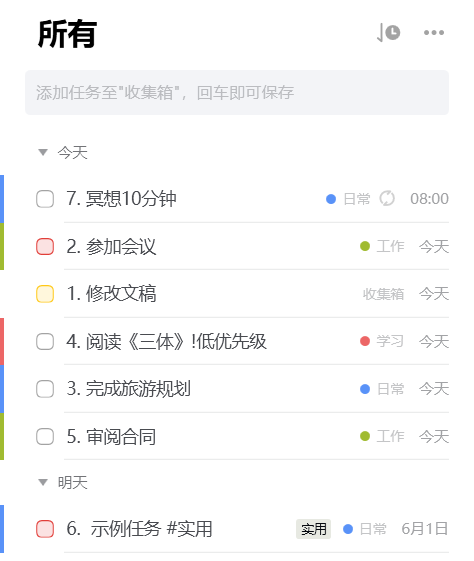 所有
添加任务至"收集箱"，回车即可保存
今天
7. 冥想10分钟 日常 08:00
2. 参加会议 工作 今天
1. 修改文稿 收集箱 今天
4. 阅读《三体》!低优先级 学习 今天
3. 完成旅游规划 日常 今天
5. 审阅合同 工作 今天
明天
6. 示例任务 #实用 实用 日常 6月1日